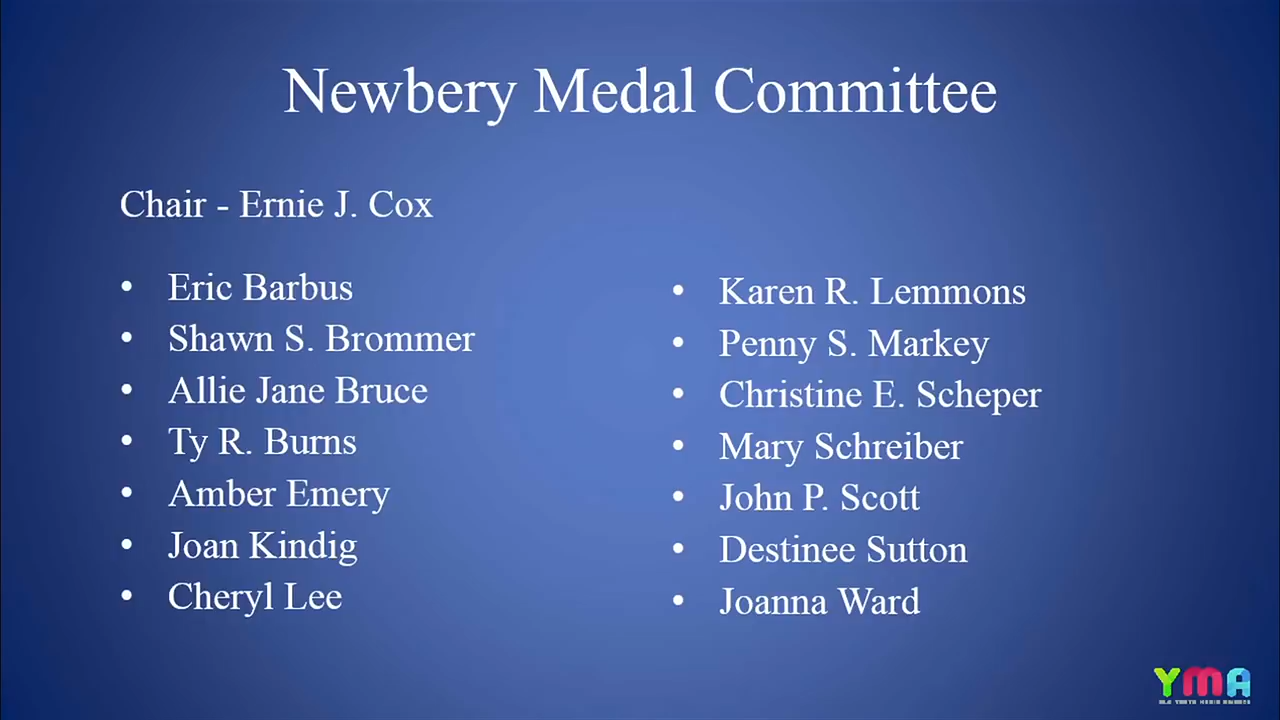 Newbery Medal Committee
Chair - Ernie J. Cox
• Eric Barbus
• Shawn S. Brommer
• Allie Jane Bruce
• Ty R. Burns
• Amber Emery
• Joan Kindig
• Cheryl Lee
• Karen R. Lemmons
• Penny S. Markey
• Christine E. Scheper
• Mary Schreiber
• John P. Scott
• Destinee Sutton
• Joanna Ward
YMA